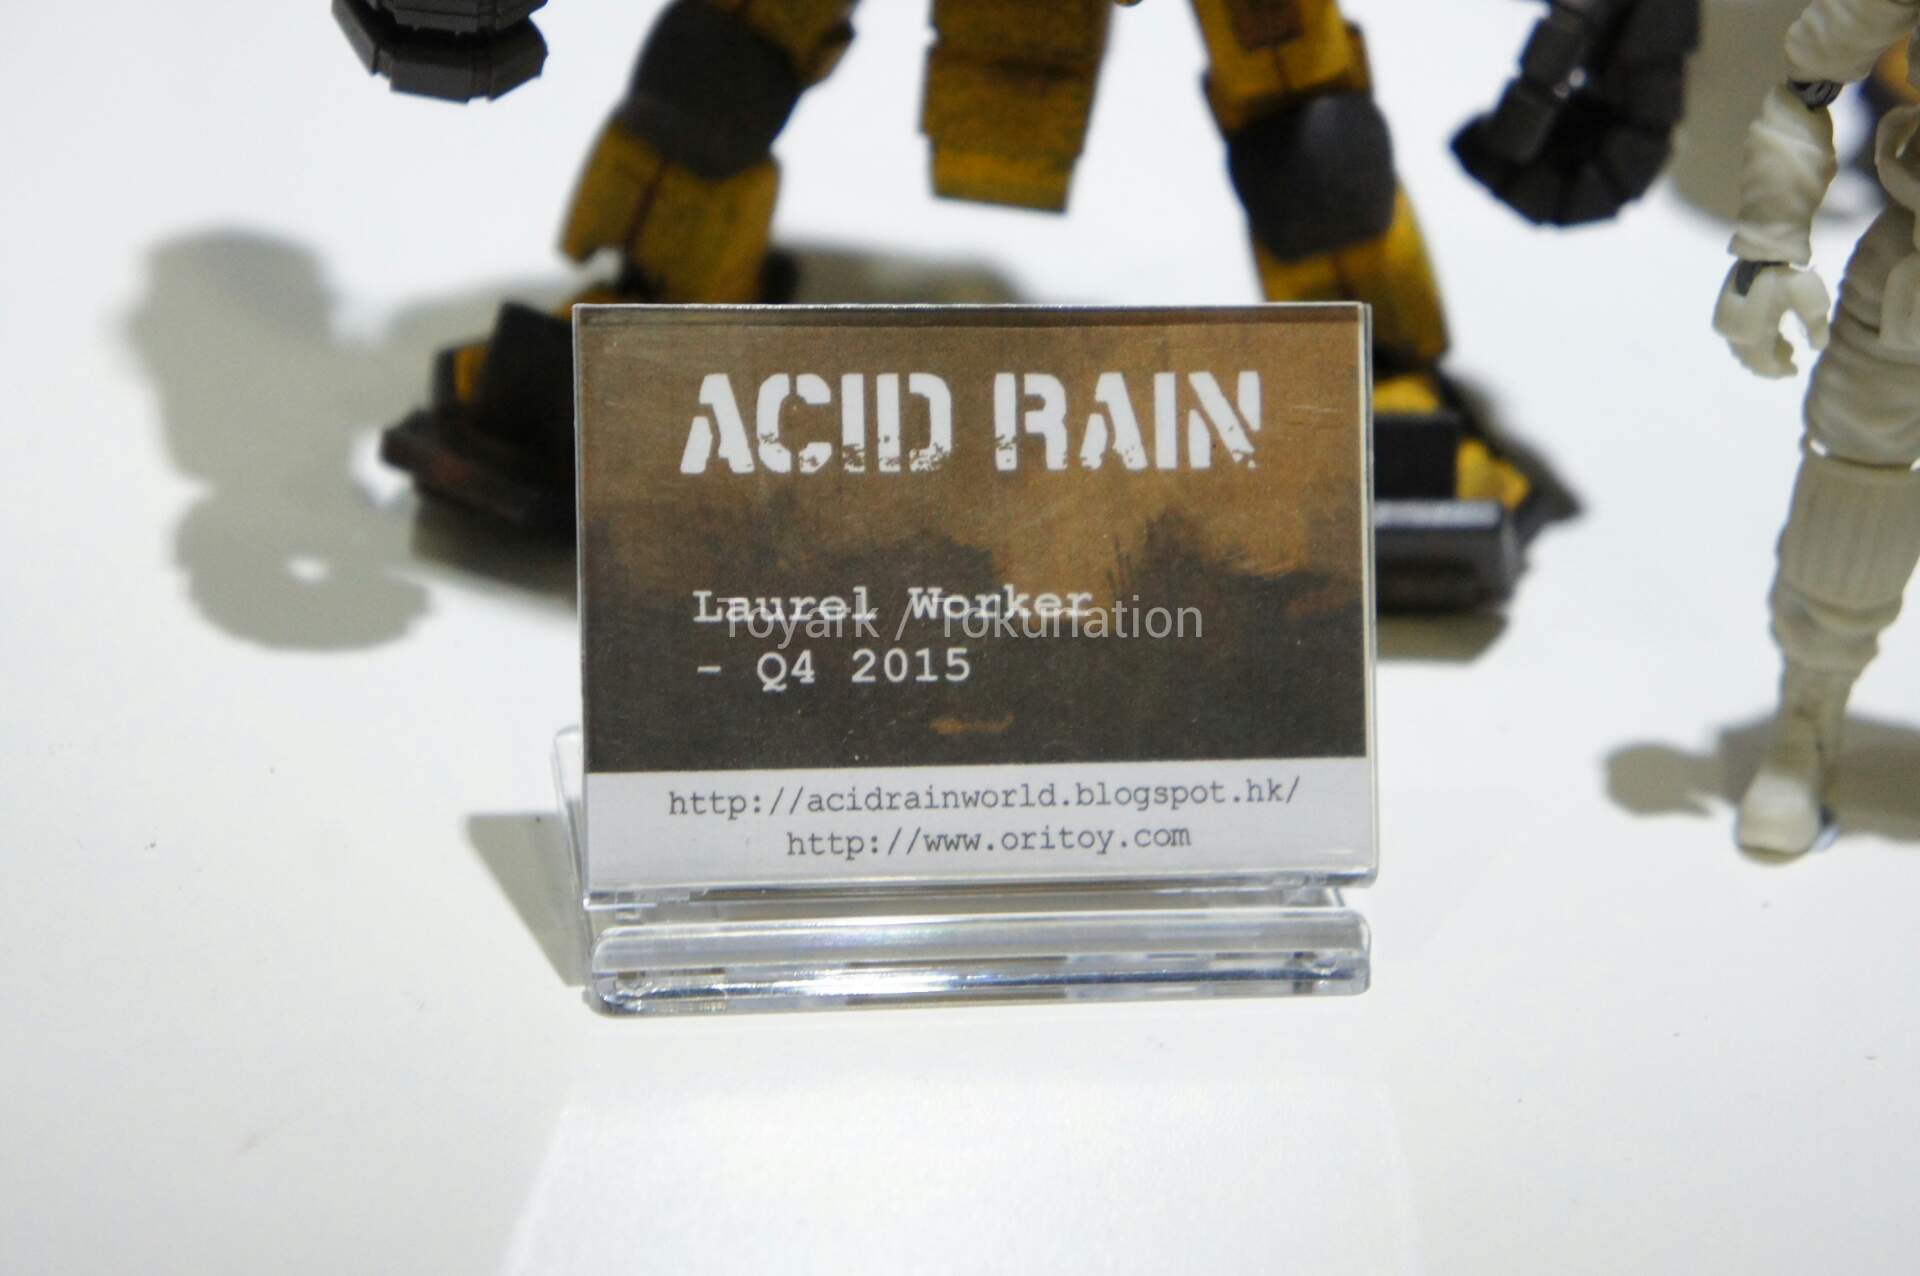 ACID RAIN
Laurel Worker
Toyark / Tokunation
- Q4 2015
http://acidrainworld.blogspot.hk/
http://www.oritoy.com